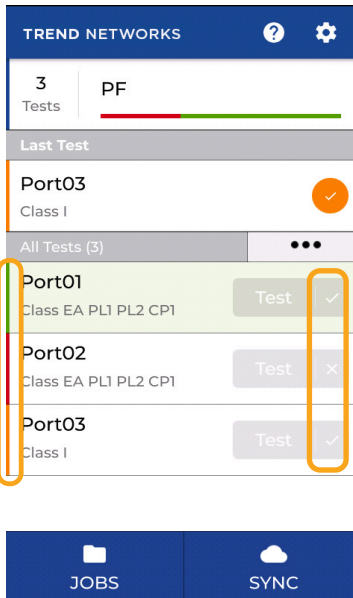 TREND NETWORKS
3
Tests
PF
Last Test
Port03
Class I
All Tests (3)
Port01
Class EA PL1 PL2 CP1
Test
Port02
Class EA PL1 PL2 CP1
Test
Port03
Class I
Test
JOBS
SYNC